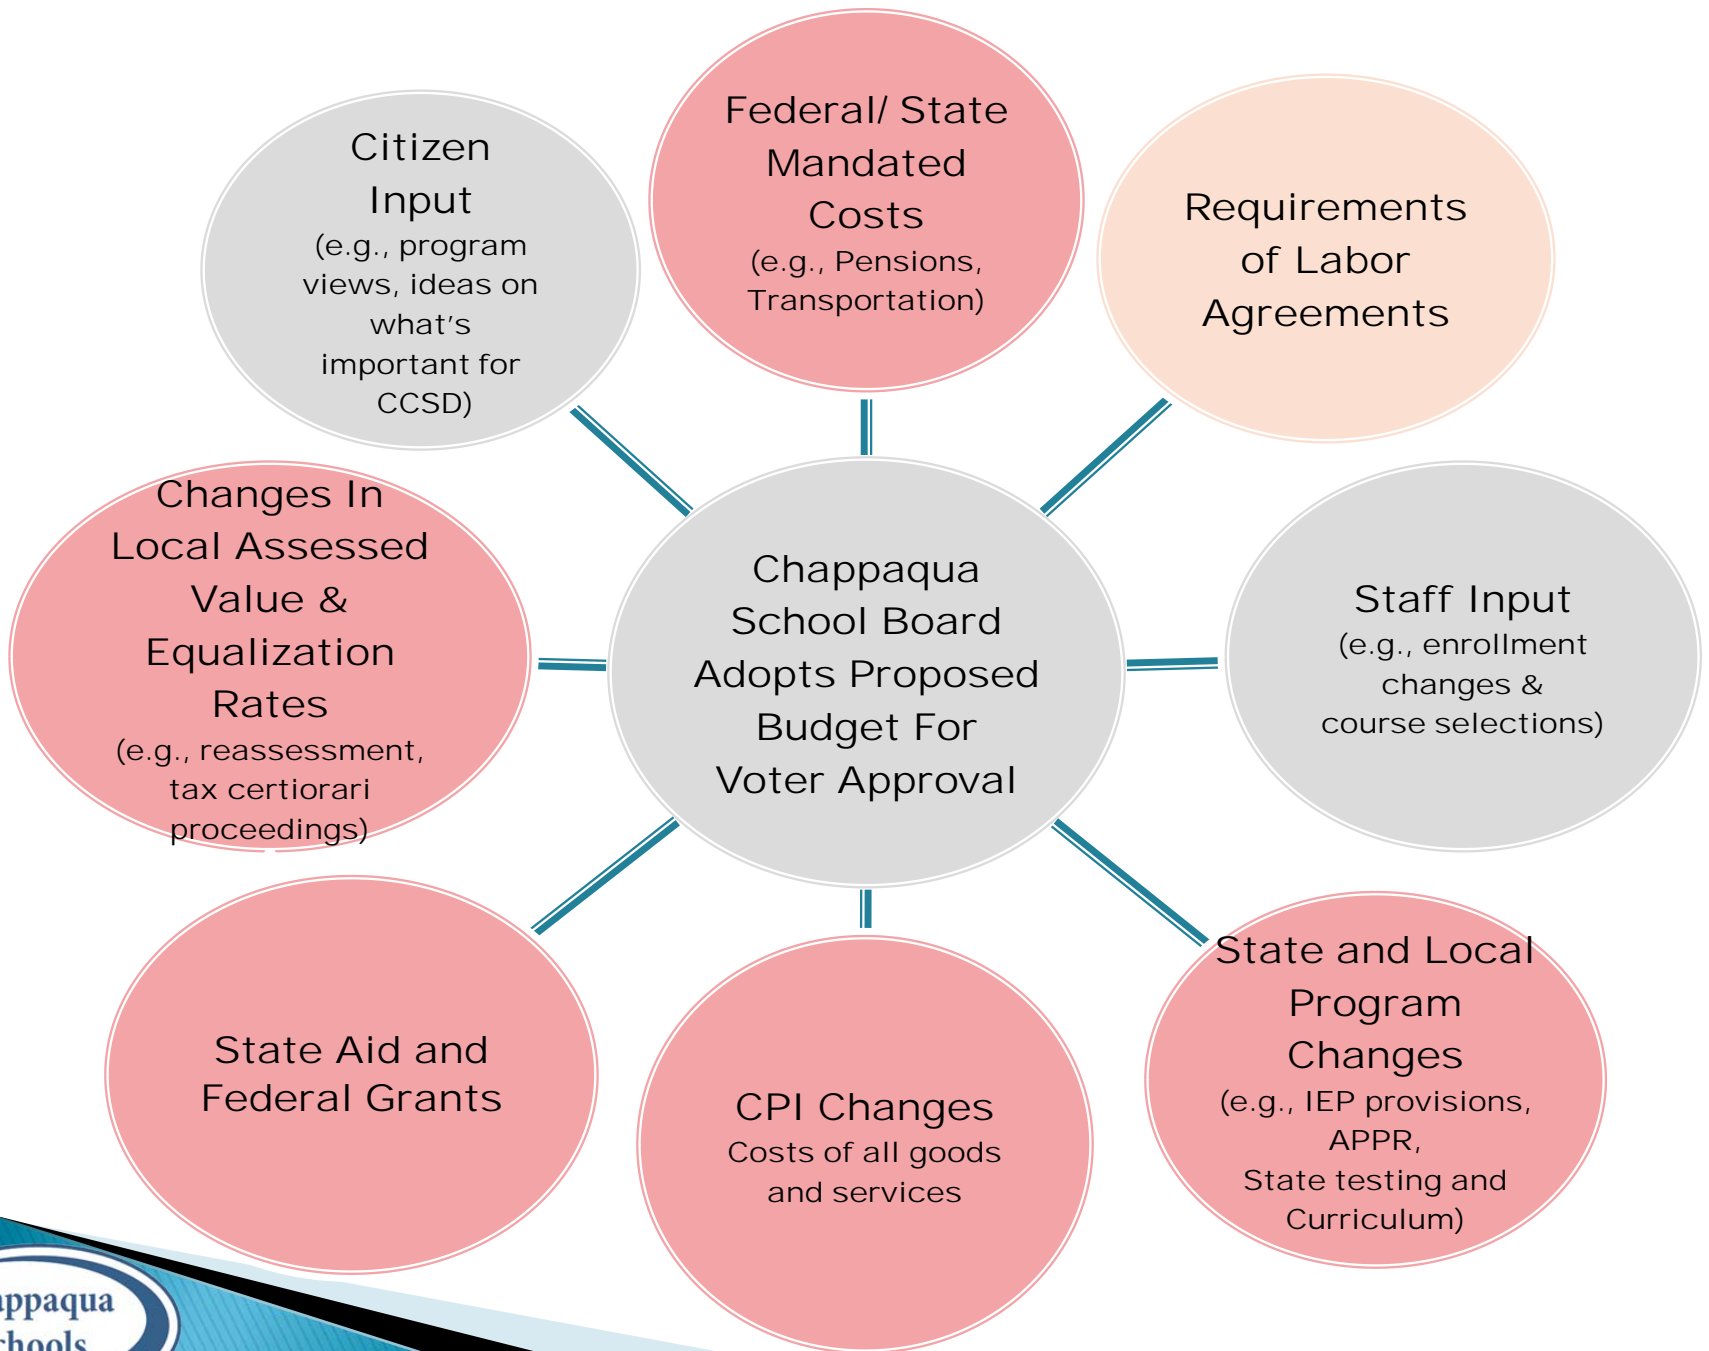 Federal/ State
Mandated
Costs
(e.g., Pensions,
Transportation)
Citizen
Input
(e.g., program
views, ideas on
what's
important for
CCSD)
Requirements
of Labor
Agreements
Changes In
Local Assessed
Value &
Equalization
Rates
(e.g., reassessment,
tax certiorari
proceedings)
Chappaqua
School Board
Adopts Proposed
Budget For
Voter Approval
Staff Input
(e.g., enrollment
changes &
course selections)
State Aid and
Federal Grants
CPI Changes
Costs of all goods
and services
State and Local
Program
Changes
(e.g., IEP provisions,
APPR,
State testing and
Curriculum)
appaqua
chools